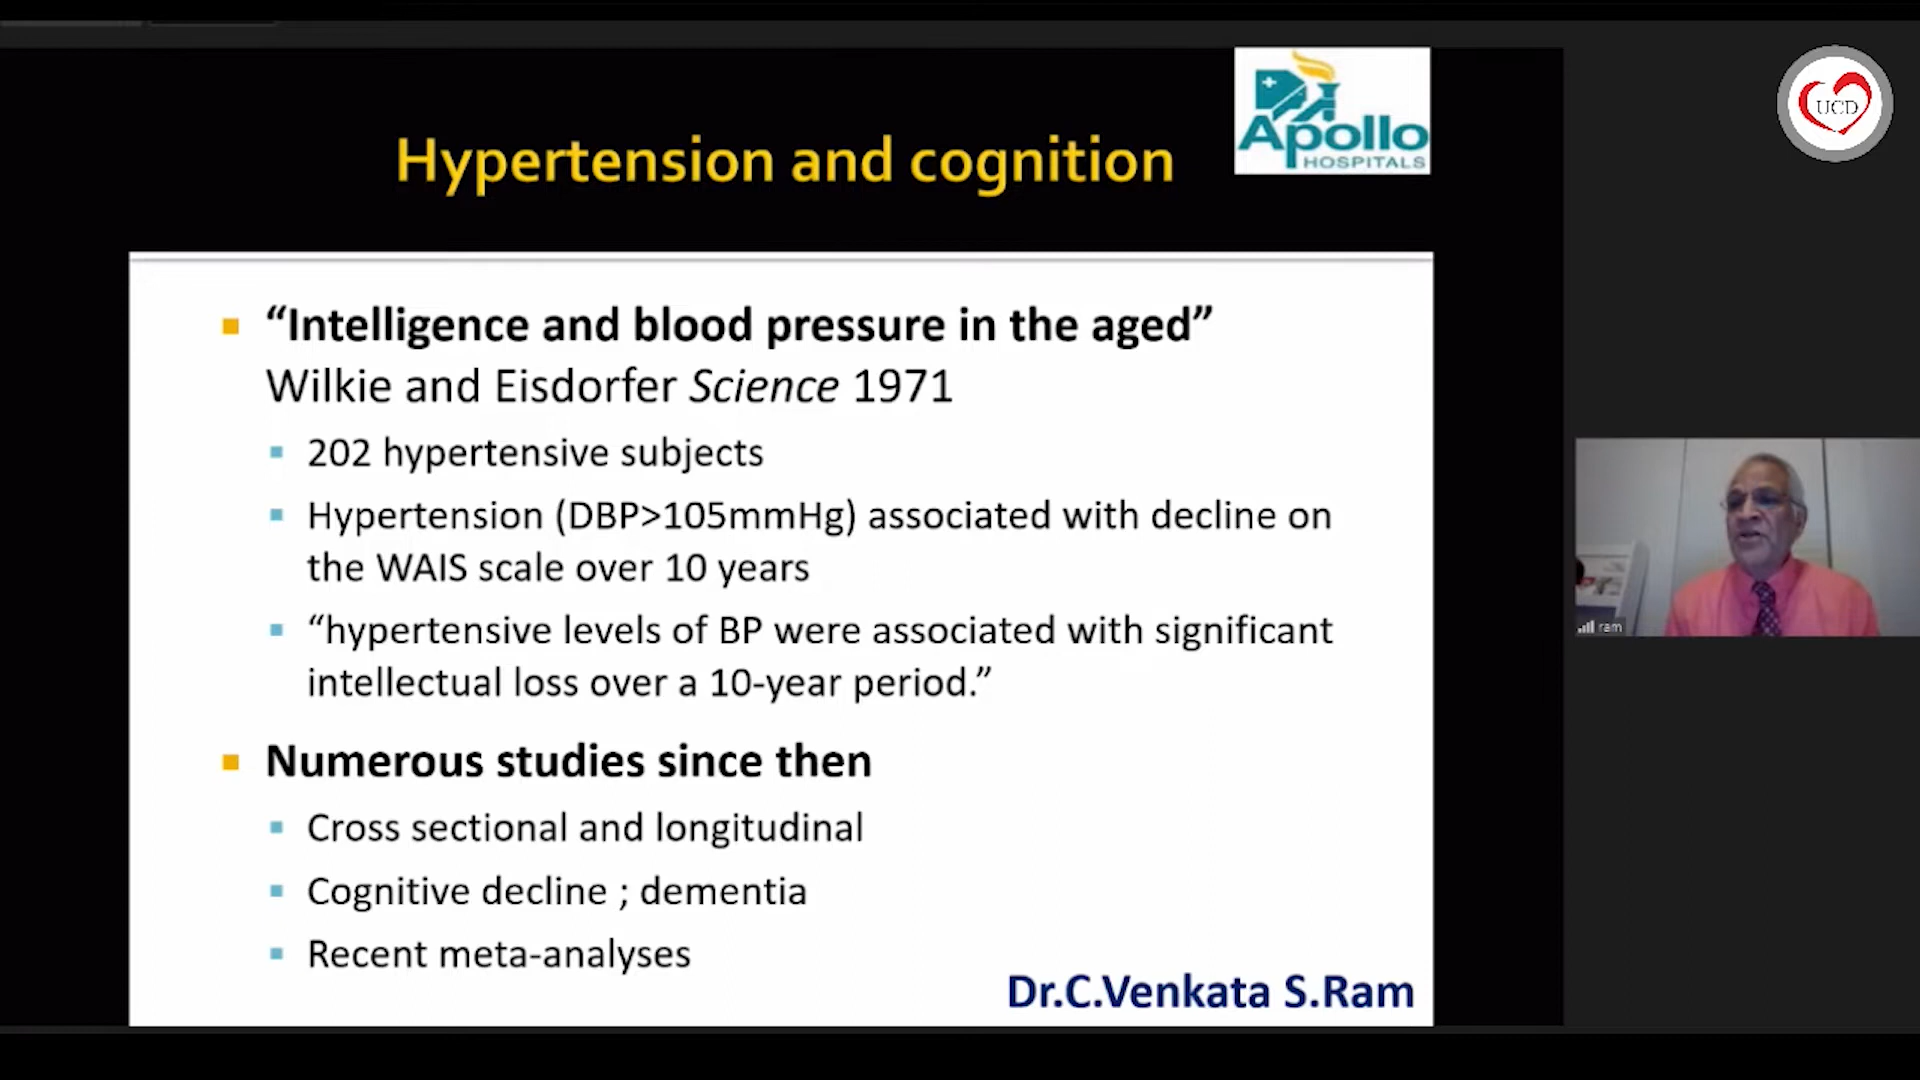 Apollo
HOSPITALS
UCD
Hypertension and cognition
“Intelligence and blood pressure in the aged”
Wilkie and Eisdorfer Science 1971
202 hypertensive subjects
Hypertension (DBP>105mmHg) associated with decline on
the WAIS scale over 10 years
“hypertensive levels of BP were associated with significant
intellectual loss over a 10-year period.”
Numerous studies since then
Cross sectional and longitudinal
Cognitive decline ; dementia
Recent meta-analyses
Dr.C.Venkata S.Ram
ram